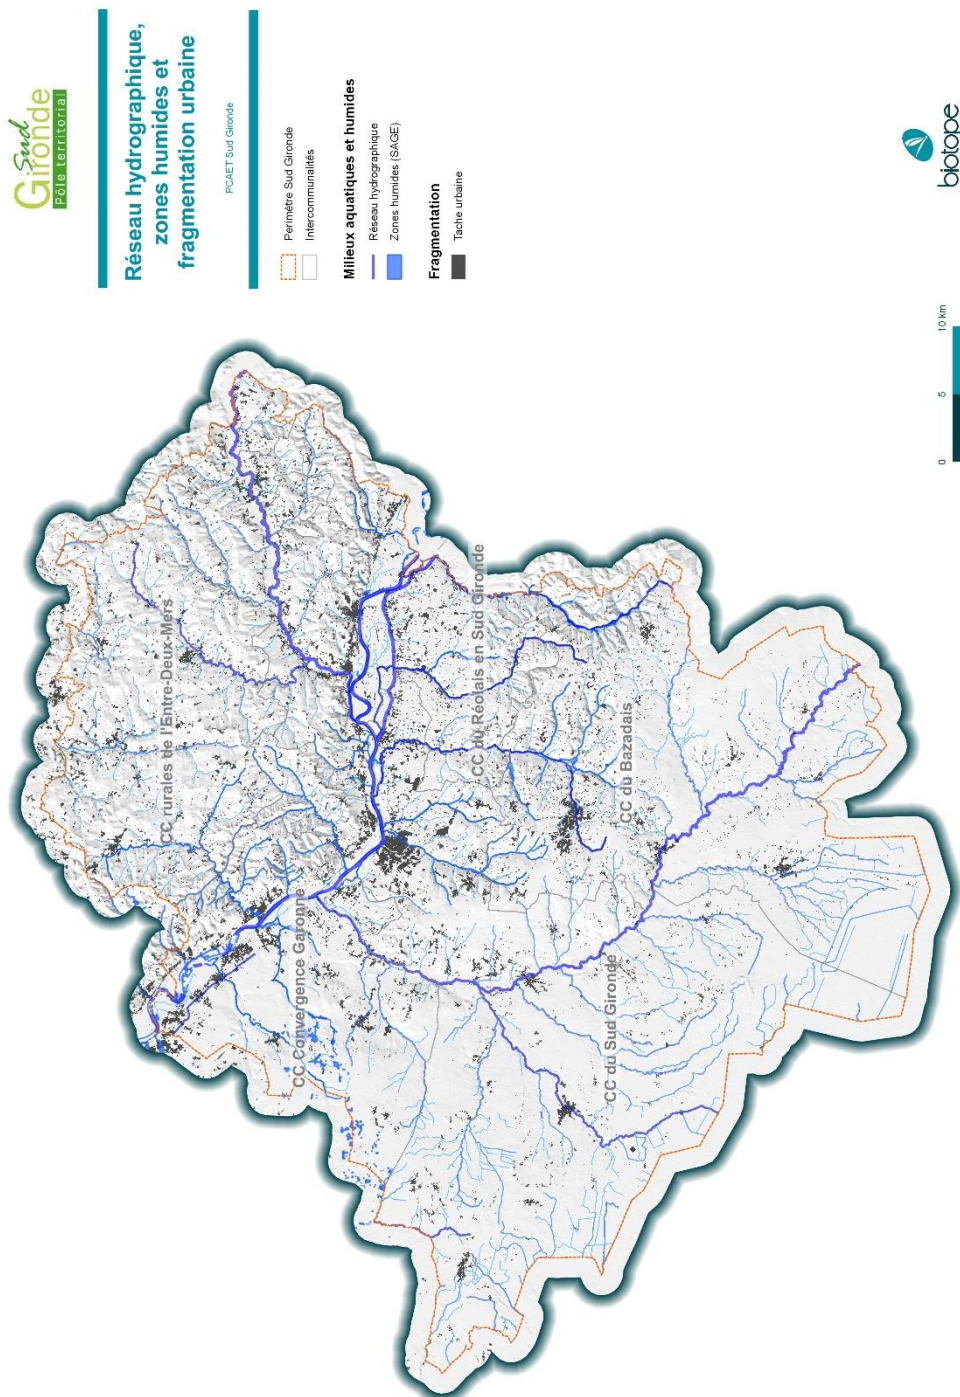 Sud
Gironde
Pôle territorial
Réseau hydrographique,
zones humides et
fragmentation urbaine
PCAET Sud Gironde
Perimètre Sud Gironde
Intercommunalités
Milieux aquatiques et humides
Réseau hydrographique
Zones humides (SAGE)
Fragmentation
Tache urbaine
CC rurales de l'Entre-Deux-Mers
CC Convergence Garonne
CC du Réolais en Sud Gironde
CC du Bazadais
CC du Sud Gironde
0 5 10 km
biotope